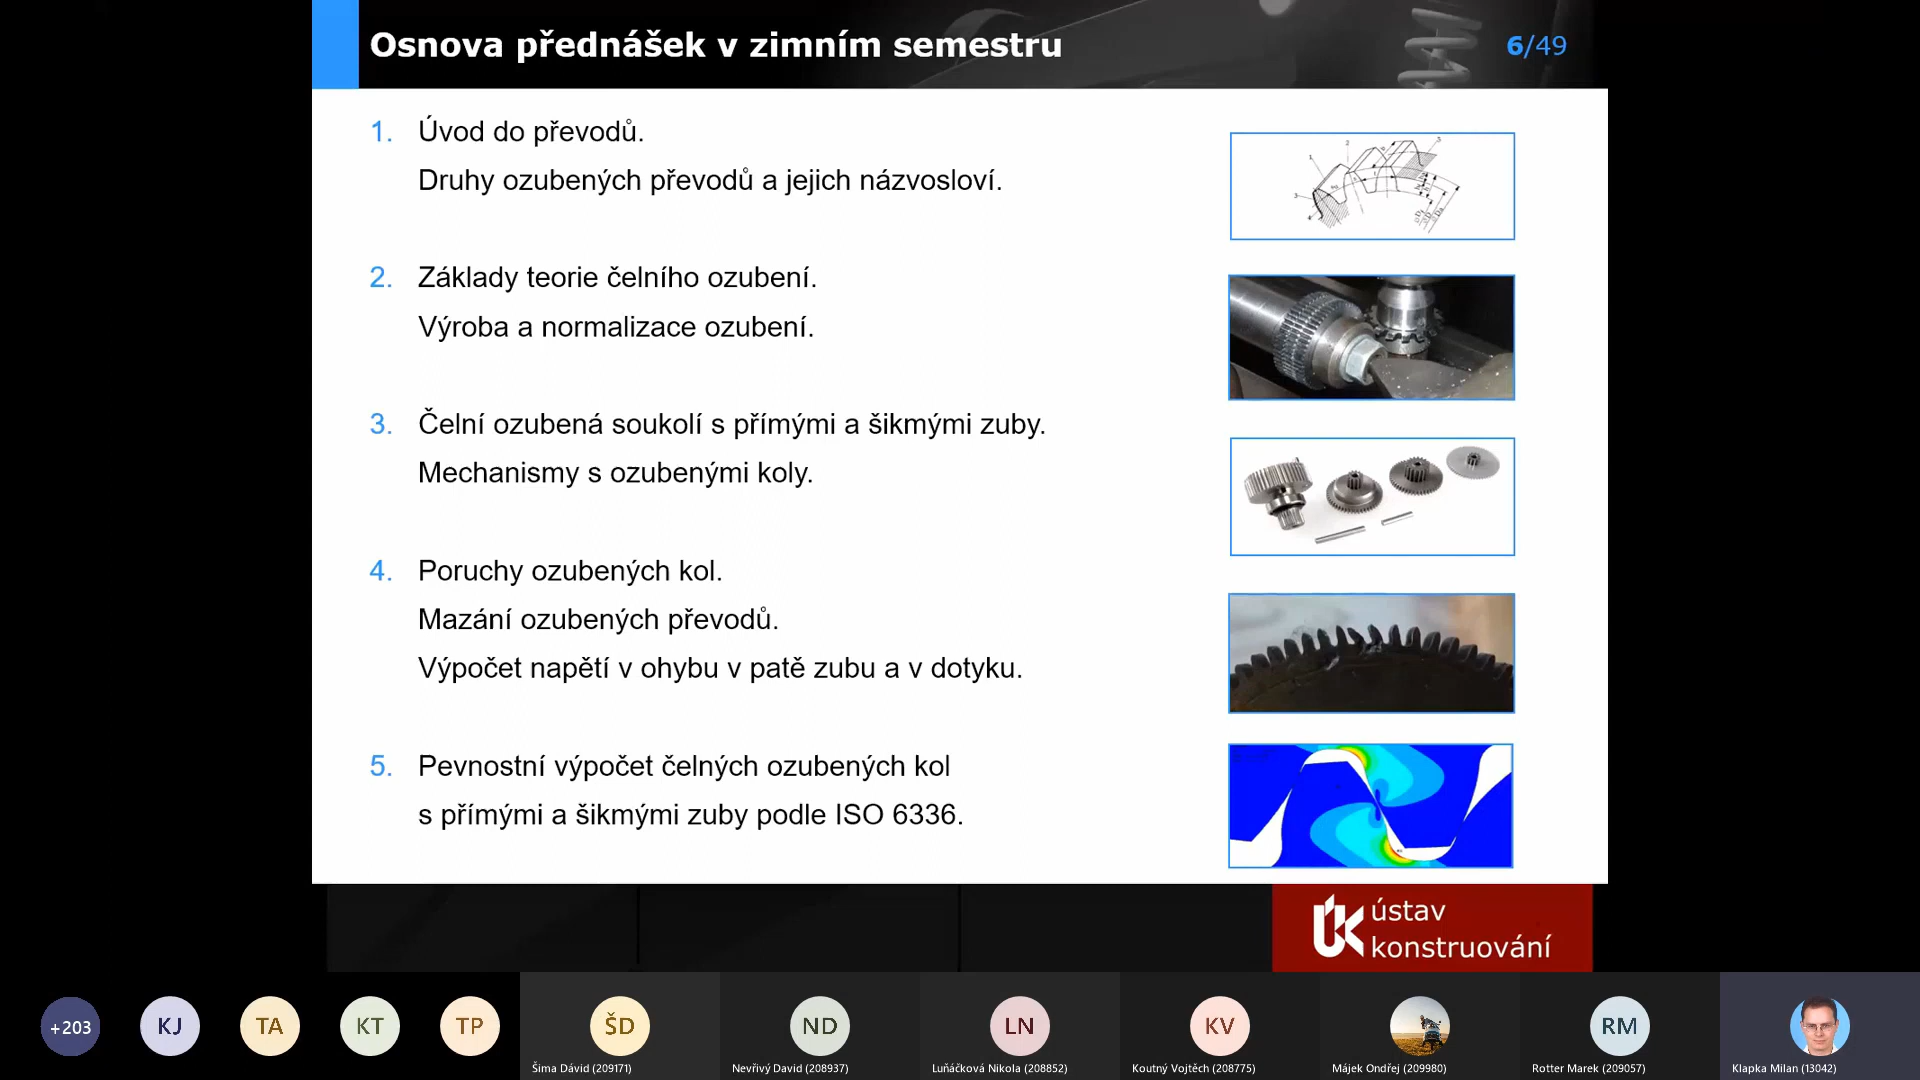 Osnova přednášek v zimním semestru
6/49
1. Úvod do převodů.
Druhy ozubených převodů a jejich názvosloví.
2. Základy teorie čelního ozubení.
Výroba a normalizace ozubení.
3. Čelní ozubená soukolí s přímými a šikmými zuby.
Mechanismy s ozubenými koly.
4. Poruchy ozubených kol.
Mazání ozubených převodů.
Výpočet napětí v ohybu v patě zubu a v dotyku.
5. Pevnostní výpočet čelných ozubených kol
s přímými a šikmými zuby podle ISO 6336.
ústav
konstruování
+203
KJ
TA
KT
TP
ŠD
ND
LN
KV
RM
Šima Dávid (209171)
Nevřivý David (208937)
Luňáčková Nikola (208852)
Koutný Vojtěch (208775)
Májek Ondřej (209980)
Rotter Marek (209057)
Klapka Milan (13042)